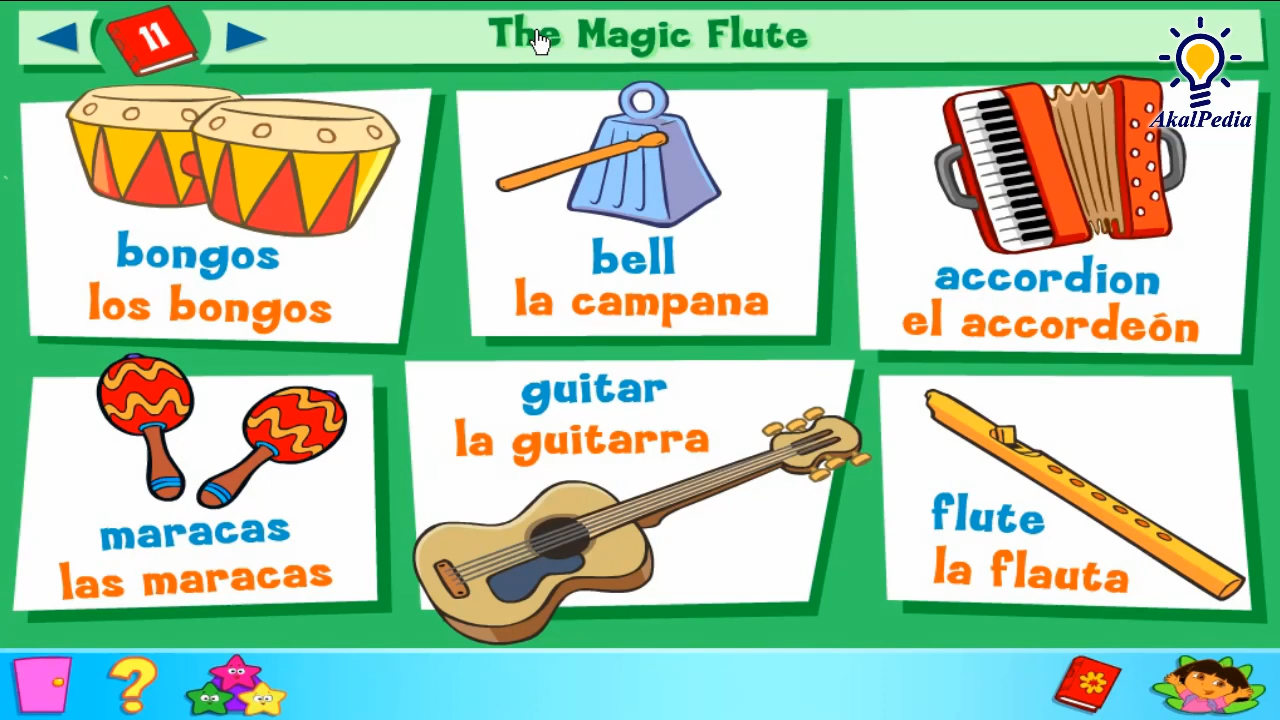 11
The Magic Flute
AkalPedia
bongos
los bongos
bell
la campana
accordion
el accordeón
maracas
las maracas
guitar
la guitarra
flute
la flauta
?